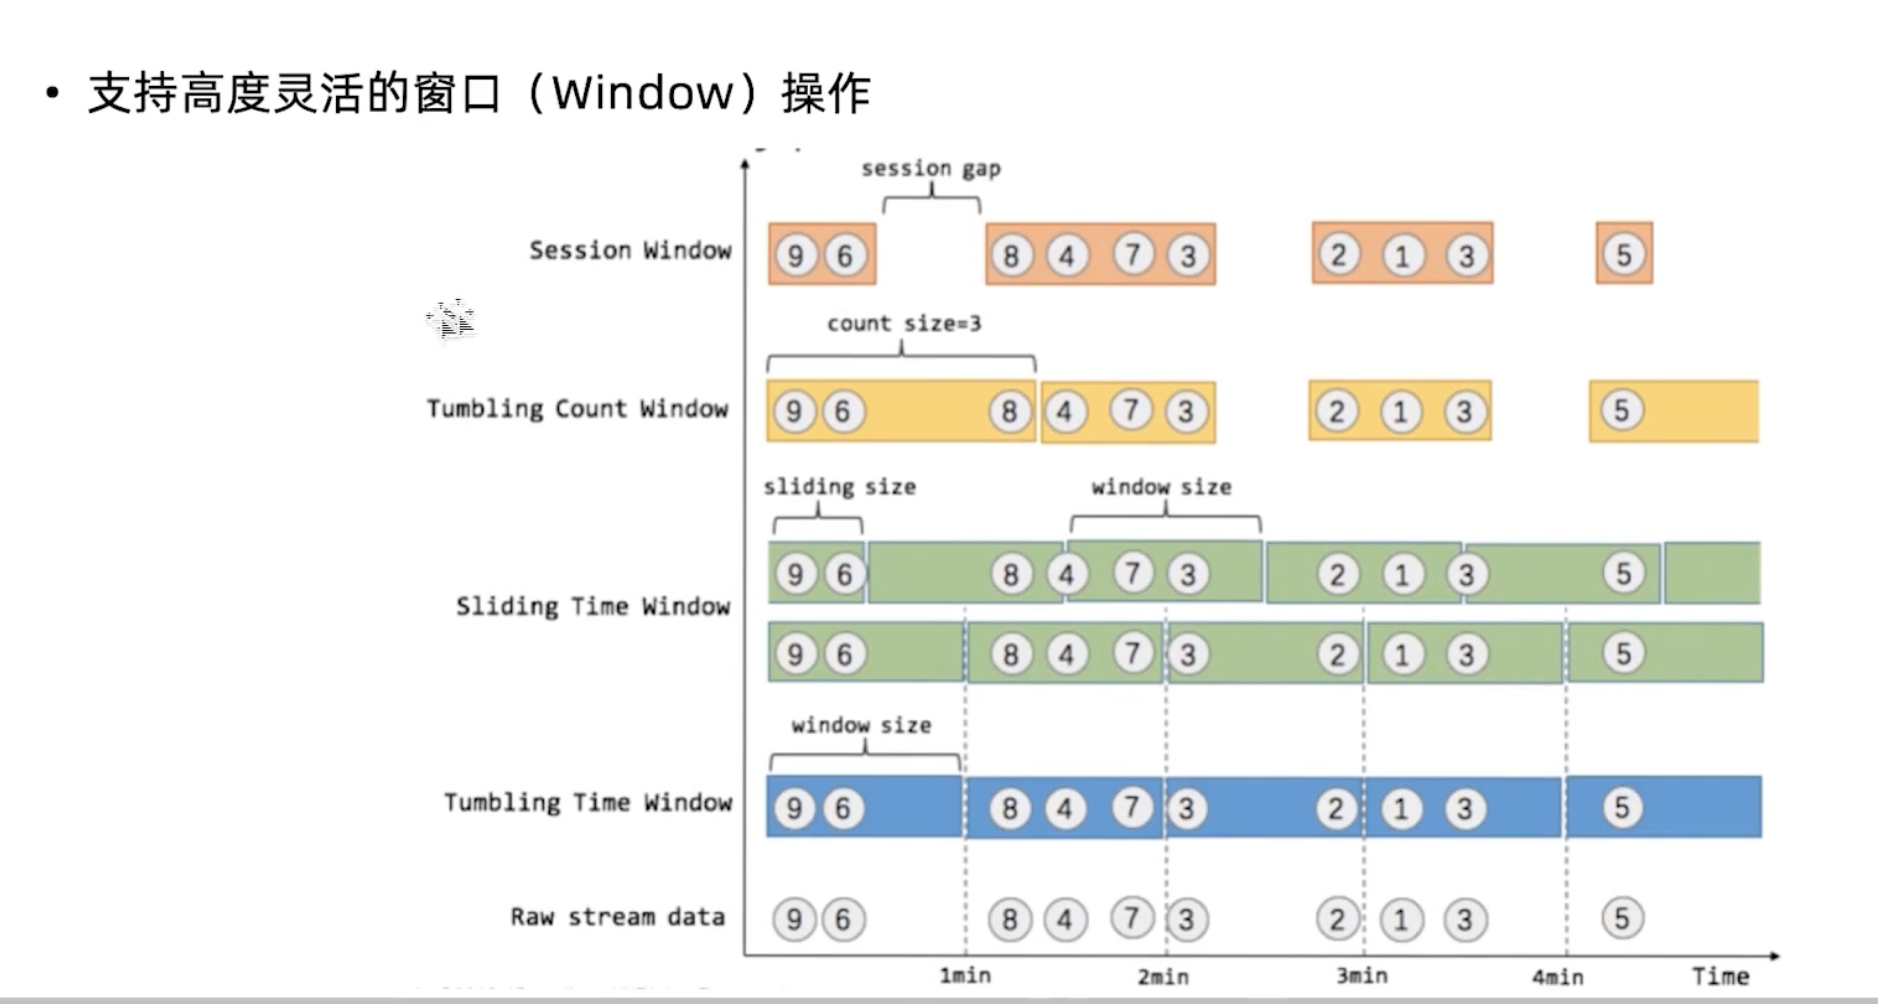 • 支持高度灵活的窗口（Window）操作
session gap
Session Window 9 6 8 4 7 3 2 1 3 5
count size=3
Tumbling Count Window 9 6 8 4 7 3 2 1 3 5
sliding size window size
9 6 8 4 7 3 2 1 3 5
Sliding Time Window
9 6 8 4 7 3 2 1 3 5
window size
Tumbling Time Window 9 6 8 4 7 3 2 1 3 5
Raw stream data 9 6 8 4 7 3 2 1 3 5
1min 2min 3min 4min Time